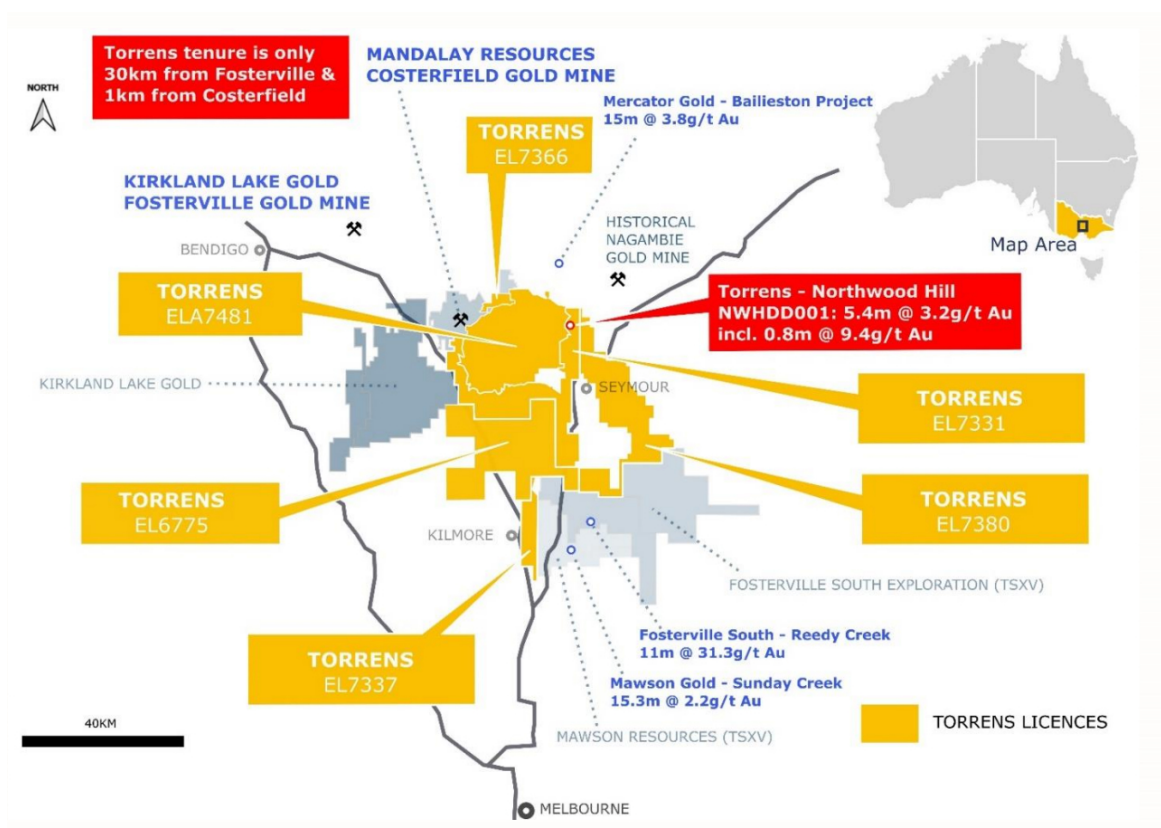 Torrens tenure is only
30km from Fosterville &
1km from Costerfield
NORTH
MANDALAY RESOURCES
COSTERFIELD GOLD MINE
Mercator Gold - Bailieston Project
15m @ 3.8g/t Au
TORRENS
EL7366
KIRKLAND LAKE GOLD
FOSTERVILLE GOLD MINE
BENDIGO
HISTORICAL
NAGAMBIE
GOLD MINE
Map Area
TORRENS
ELA7481
Torrens - Northwood Hill
NWHDD001: 5.4m @ 3.2g/t Au
incl. 0.8m @ 9.4g/t Au
KIRKLAND LAKE GOLD
SEYMOUR
TORRENS
EL7331
TORRENS
EL6775
TORRENS
EL7380
KILMORE
FOSTERVILLE SOUTH EXPLORATION (TSXV)
TORRENS
EL7337
Fosterville South - Reedy Creek
11m @ 31.3g/t Au
Mawson Gold - Sunday Creek
15.3m @ 2.2g/t Au
40KM
MAWSON RESOURCES (TSXV)
TORRENS LICENCES
MELBOURNE